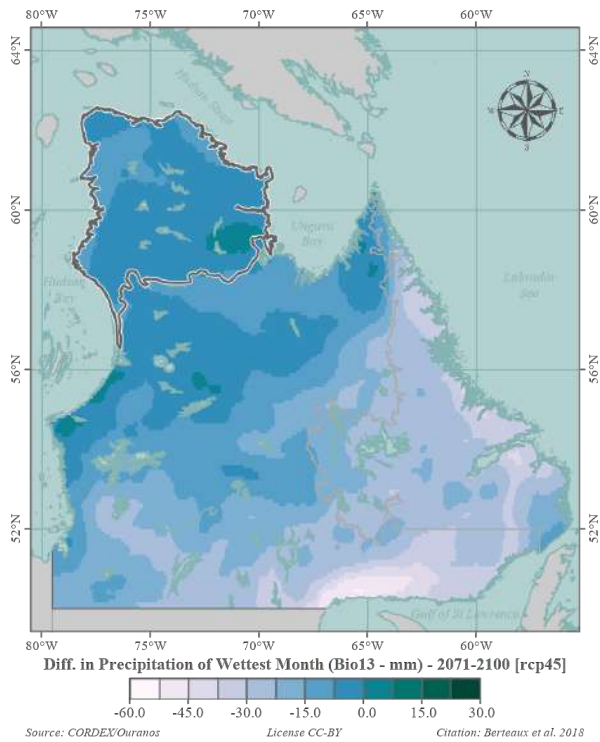 80°W 75°W 70°W 65°W 60°W
64°N 64°N
N
W E
S
Hudson Strait
60°N 60°N
Ungava
Bay
Hudson
Bay
Labrador
Sea
56°N 56°N
52°N 52°N
Gulf of St Lawrence
80°W 75°W 70°W 65°W 60°W
Diff. in Precipitation of Wettest Month (Bio13 - mm) - 2071-2100 [rcp45]
-60.0 -45.0 -30.0 -15.0 0.0 15.0 30.0
Source: CORDEX/Ouranos License CC-BY Citation: Berteaux et al. 2018